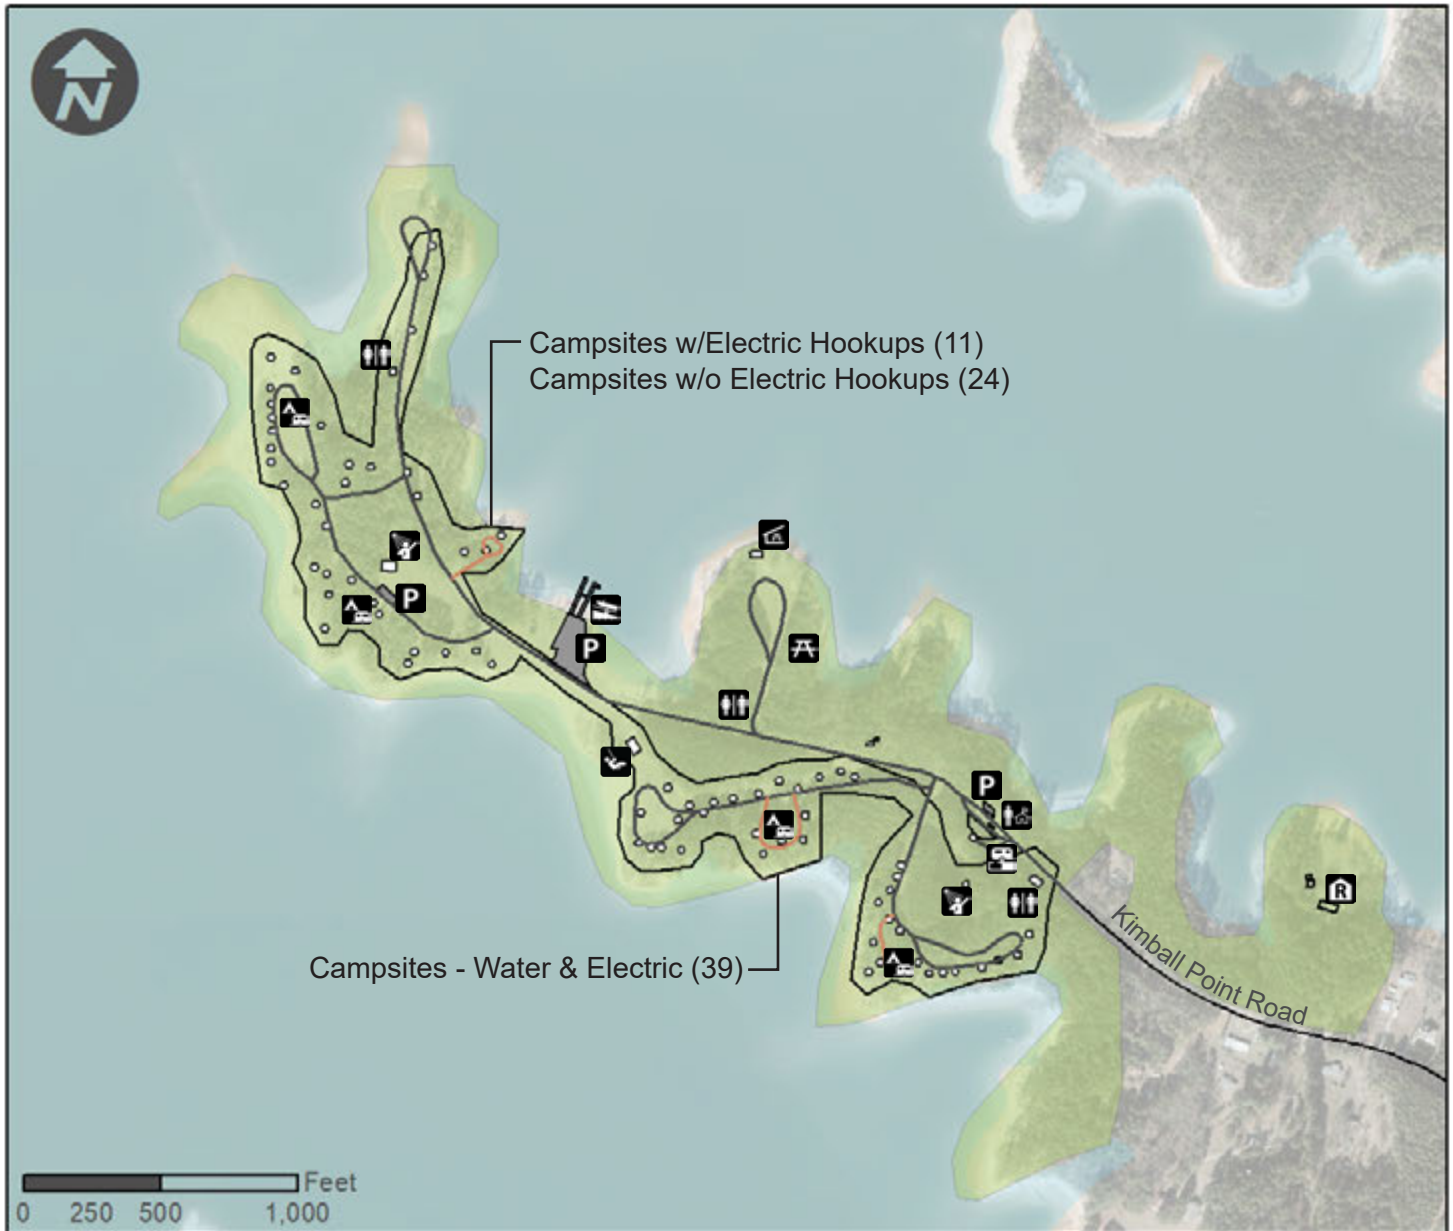 N
Campsites w/Electric Hookups (11)
Campsites w/o Electric Hookups (24)
P
P
P
R
Campsites - Water & Electric (39)
Kimball Point Road
Feet
0 250 500 1,000